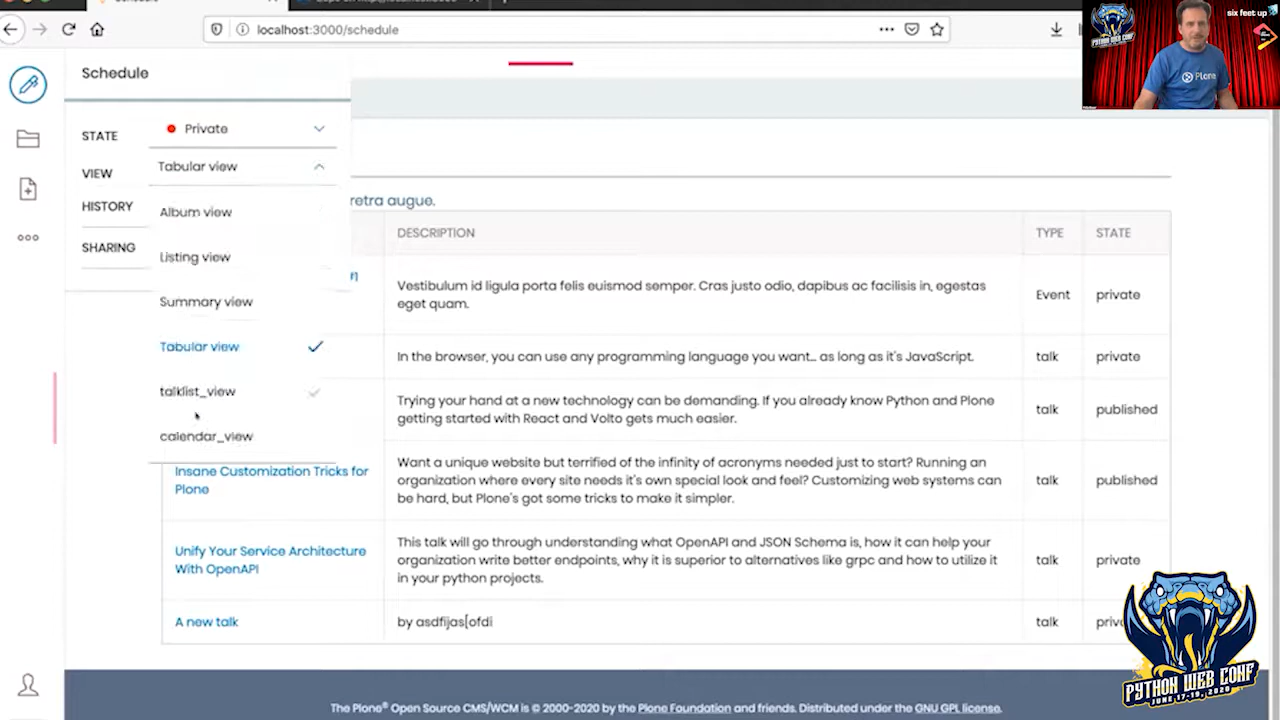 localhost:3000/schedule
six feet up
Plone
Schedule
STATE
Private
VIEW
Tabular view
HISTORY
SHARING
Album view
Listing view
Summary view
Tabular view
talklist_view
calendar_view
retra augue.
DESCRIPTION
TYPE
STATE
#1
Vestibulum id ligula porta felis euismod semper. Cras justo odio, dapibus ac facilisis in, egestas
eget quam.
Event
private
In the browser, you can use any programming language you want... as long as it's JavaScript.
talk
private
Trying your hand at a new technology can be demanding. If you already know Python and Plone
getting started with React and Volto gets much easier.
talk
published
Insane Customization Tricks for
Plone
Want a unique website but terrified of the infinity of acronyms needed just to start? Running an
organization where every site needs it's own special look and feel? Customizing web systems can
be hard, but Plone's got some tricks to make it simpler.
talk
published
Unify Your Service Architecture
With OpenAPI
This talk will go through understanding what OpenAPI and JSON Schema is, how it can help your
organization write better endpoints, why it is superior to alternatives like grpc and how to utilize it
in your python projects.
talk
private
A new talk
by asdfijas[ofdi
talk
priv
PYTHON WEB CONF
JUNE 17-19, 2020
The Plone® Open Source CMS/WCM is © 2000-2020 by the Plone Foundation and friends. Distributed under the GNU GPL license.